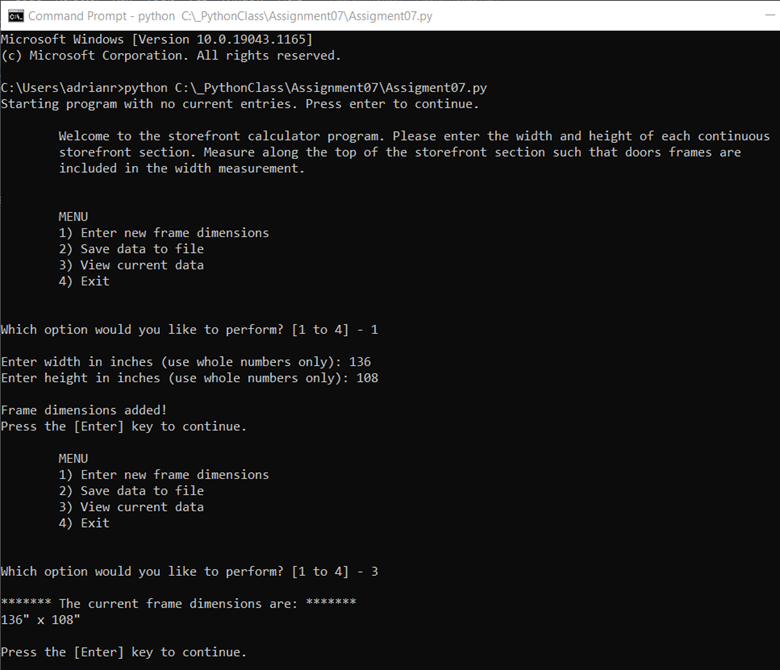 Command Prompt - python C:\_PythonClass\Assignment07\Assigment07.py
Microsoft Windows [Version 10.0.19043.1165]
(c) Microsoft Corporation. All rights reserved.
C:\Users\adrianr>python C:\_PythonClass\Assignment07\Assigment07.py
Starting program with no current entries. Press enter to continue.
Welcome to the storefront calculator program. Please enter the width and height of each continuous
storefront section. Measure along the top of the storefront section such that doors frames are
included in the width measurement.
MENU
1) Enter new frame dimensions
2) Save data to file
3) View current data
4) Exit
Which option would you like to perform? [1 to 4] - 1
Enter width in inches (use whole numbers only): 136
Enter height in inches (use whole numbers only): 108
Frame dimensions added!
Press the [Enter] key to continue.
MENU
1) Enter new frame dimensions
2) Save data to file
3) View current data
4) Exit
Which option would you like to perform? [1 to 4] - 3
******* The current frame dimensions are: *******
136" x 108"
Press the [Enter] key to continue.